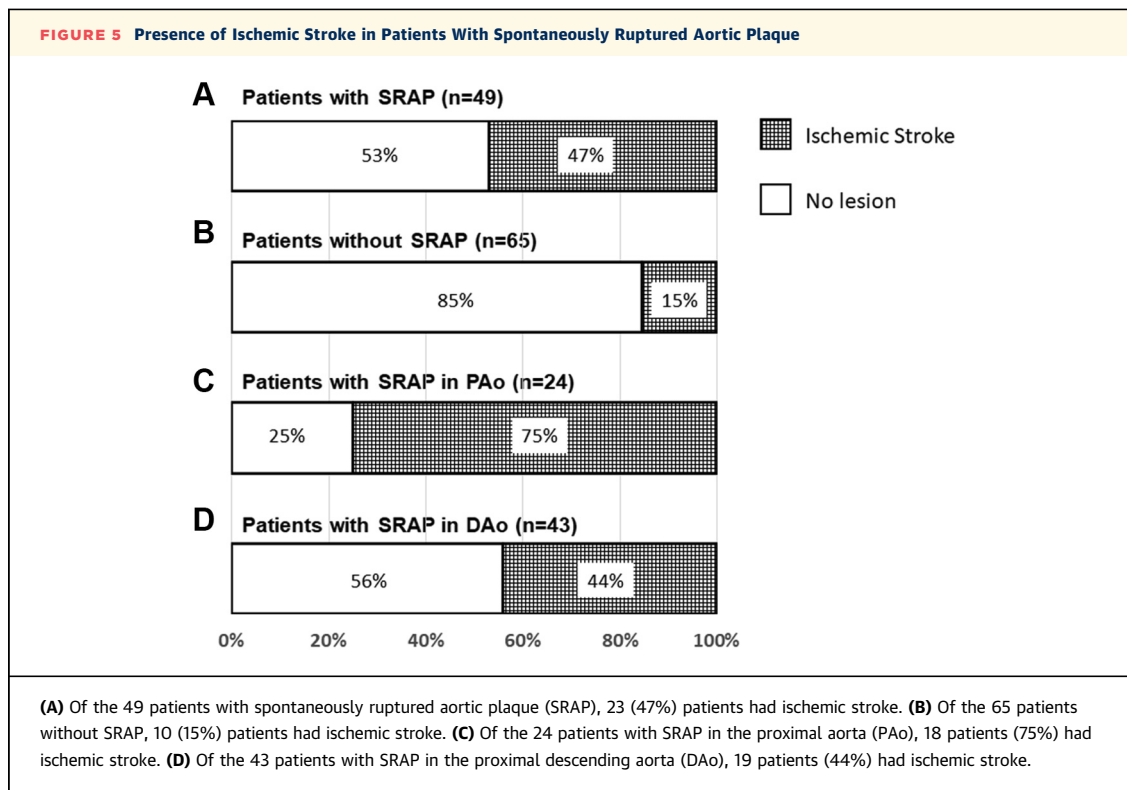 FIGURE 5 Presence of Ischemic Stroke in Patients With Spontaneously Ruptured Aortic Plaque
A Patients with SRAP (n=49)
53% 47%
Ischemic Stroke
No lesion
B Patients without SRAP (n=65)
85% 15%
C Patients with SRAP in PAo (n=24)
25% 75%
D Patients with SRAP in DAo (n=43)
56% 44%
0% 20% 40% 60% 80% 100%
(A) Of the 49 patients with spontaneously ruptured aortic plaque (SRAP), 23 (47%) patients had ischemic stroke. (B) Of the 65 patients
without SRAP, 10 (15%) patients had ischemic stroke. (C) Of the 24 patients with SRAP in the proximal aorta (PAo), 18 patients (75%) had
ischemic stroke. (D) Of the 43 patients with SRAP in the proximal descending aorta (DAo), 19 patients (44%) had ischemic stroke.